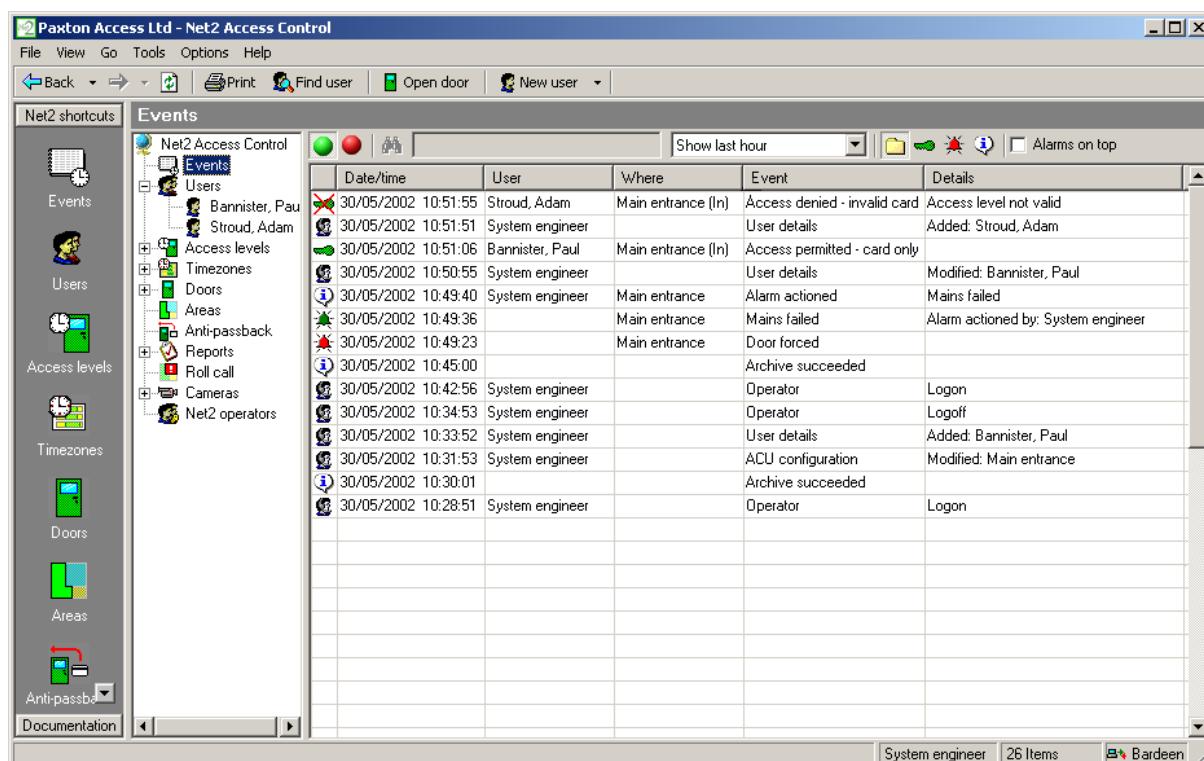 Paxton Access Ltd - Net2 Access Control
File View Go Tools Options Help
Back Print Find user Open door New user
Net2 shortcuts
Events
Users
Access levels
Timezones
Doors
Areas
Anti-passba
Documentation
Events
Net2 Access Control
Events
Users
Bannister, Pau
Stroud, Adam
Access levels
Timezones
Doors
Areas
Anti-passback
Reports
Roll call
Cameras
Net2 operators
Show last hour Alarms on top
Date/time User Where Event Details
30/05/2002 10:51:55 Stroud, Adam Main entrance (In) Access denied - invalid card Access level not valid
30/05/2002 10:51:51 System engineer User details Added: Stroud, Adam
30/05/2002 10:51:06 Bannister, Paul Main entrance (In) Access permitted - card only
30/05/2002 10:50:55 System engineer User details Modified: Bannister, Paul
30/05/2002 10:49:40 System engineer Main entrance Alarm actioned Mains failed
30/05/2002 10:49:36 Main entrance Mains failed Alarm actioned by: System engineer
30/05/2002 10:49:23 Main entrance Door forced
30/05/2002 10:45:00 Archive succeeded
30/05/2002 10:42:56 System engineer Operator Logon
30/05/2002 10:34:53 System engineer Operator Logoff
30/05/2002 10:33:52 System engineer User details Added: Bannister, Paul
30/05/2002 10:31:53 System engineer ACU configuration Modified: Main entrance
30/05/2002 10:30:01 Archive succeeded
30/05/2002 10:28:51 System engineer Operator Logon
System engineer 26 Items Bardeen